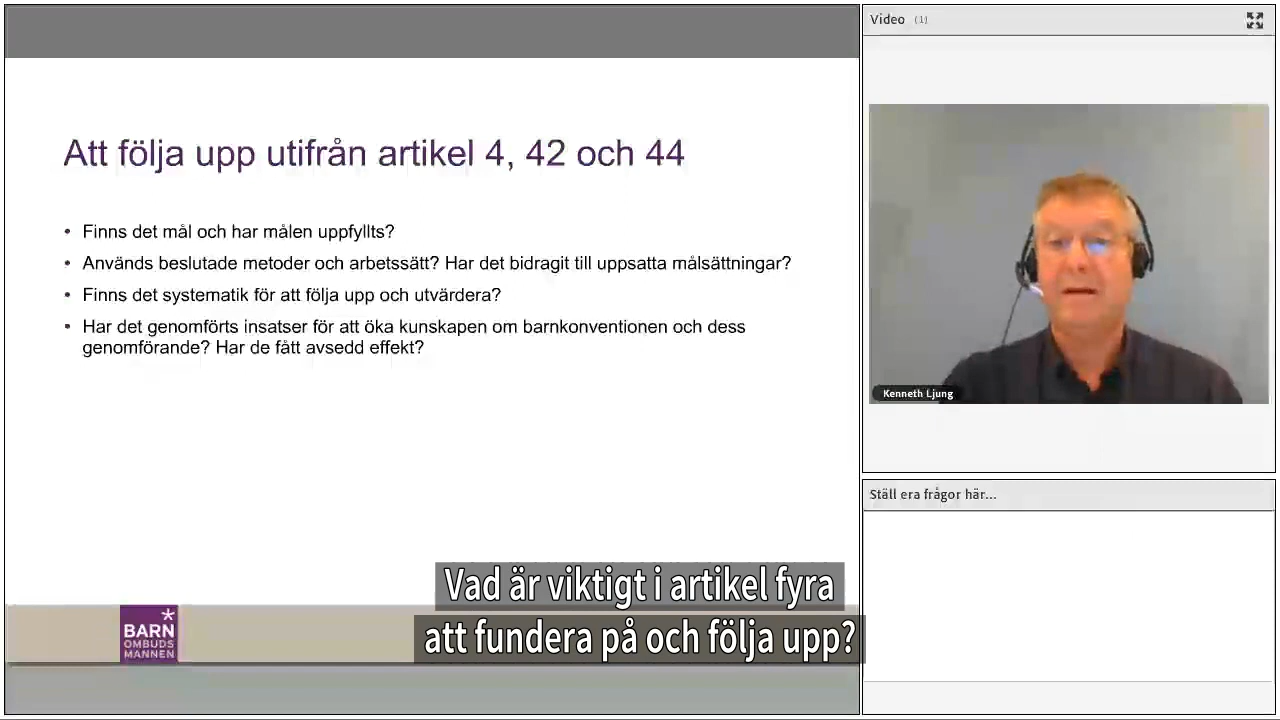 Att följa upp utifrån artikel 4, 42 och 44
• Finns det mål och har målen uppfyllts?
• Används beslutade metoder och arbetssätt? Har det bidragit till uppsatta målsättningar?
• Finns det systematik för att följa upp och utvärdera?
• Har det genomförts insatser för att öka kunskapen om barnkonventionen och dess
genomförande? Har de fått avsedd effekt?
BARN
OMBUDS
MANNEN
Vad är viktigt i artikel fyra
att fundera på och följa upp?
Video (1)
Kenneth Ljung
Ställ era frågor här...